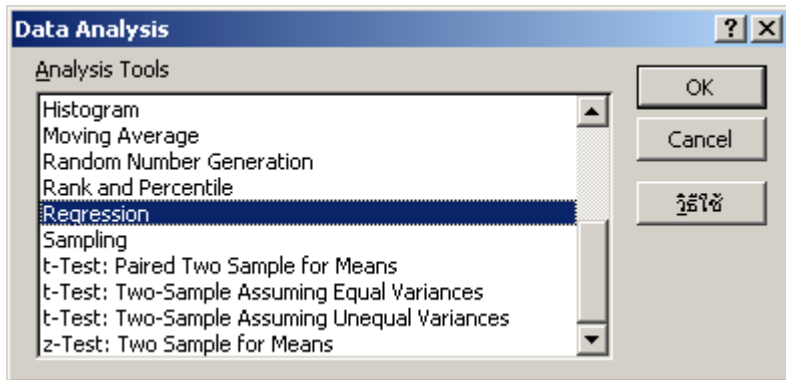 Data Analysis
Analysis Tools
Histogram
Moving Average
Random Number Generation
Rank and Percentile
Regression
Sampling
t-Test: Paired Two Sample for Means
t-Test: Two-Sample Assuming Equal Variances
t-Test: Two-Sample Assuming Unequal Variances
z-Test: Two Sample for Means
OK
Cancel
วิธีใช้